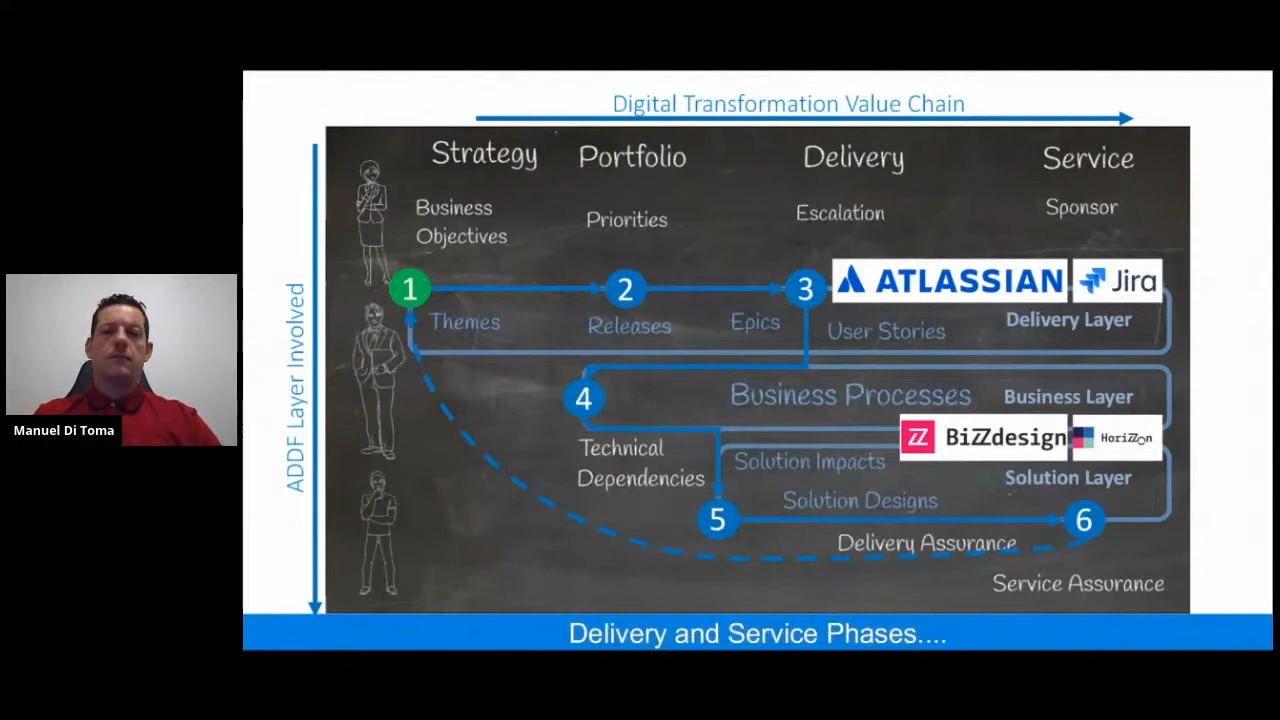 Digital Transformation Value Chain
Strategy
Portfolio
Delivery
Service
Business
Objectives
Priorities
Escalation
Sponsor
1
2
3
ATLASSIAN
Jira
Themes
Releases
Epics
User Stories
Delivery Layer
ADDF Layer Involved
4
Business Processes
Business Layer
BiZZdesign
HoriZZon
Technical
Dependencies
Solution Impacts
Solution Layer
Solution Designs
5
6
Delivery Assurance
Service Assurance
Manuel Di Toma
Delivery and Service Phases....